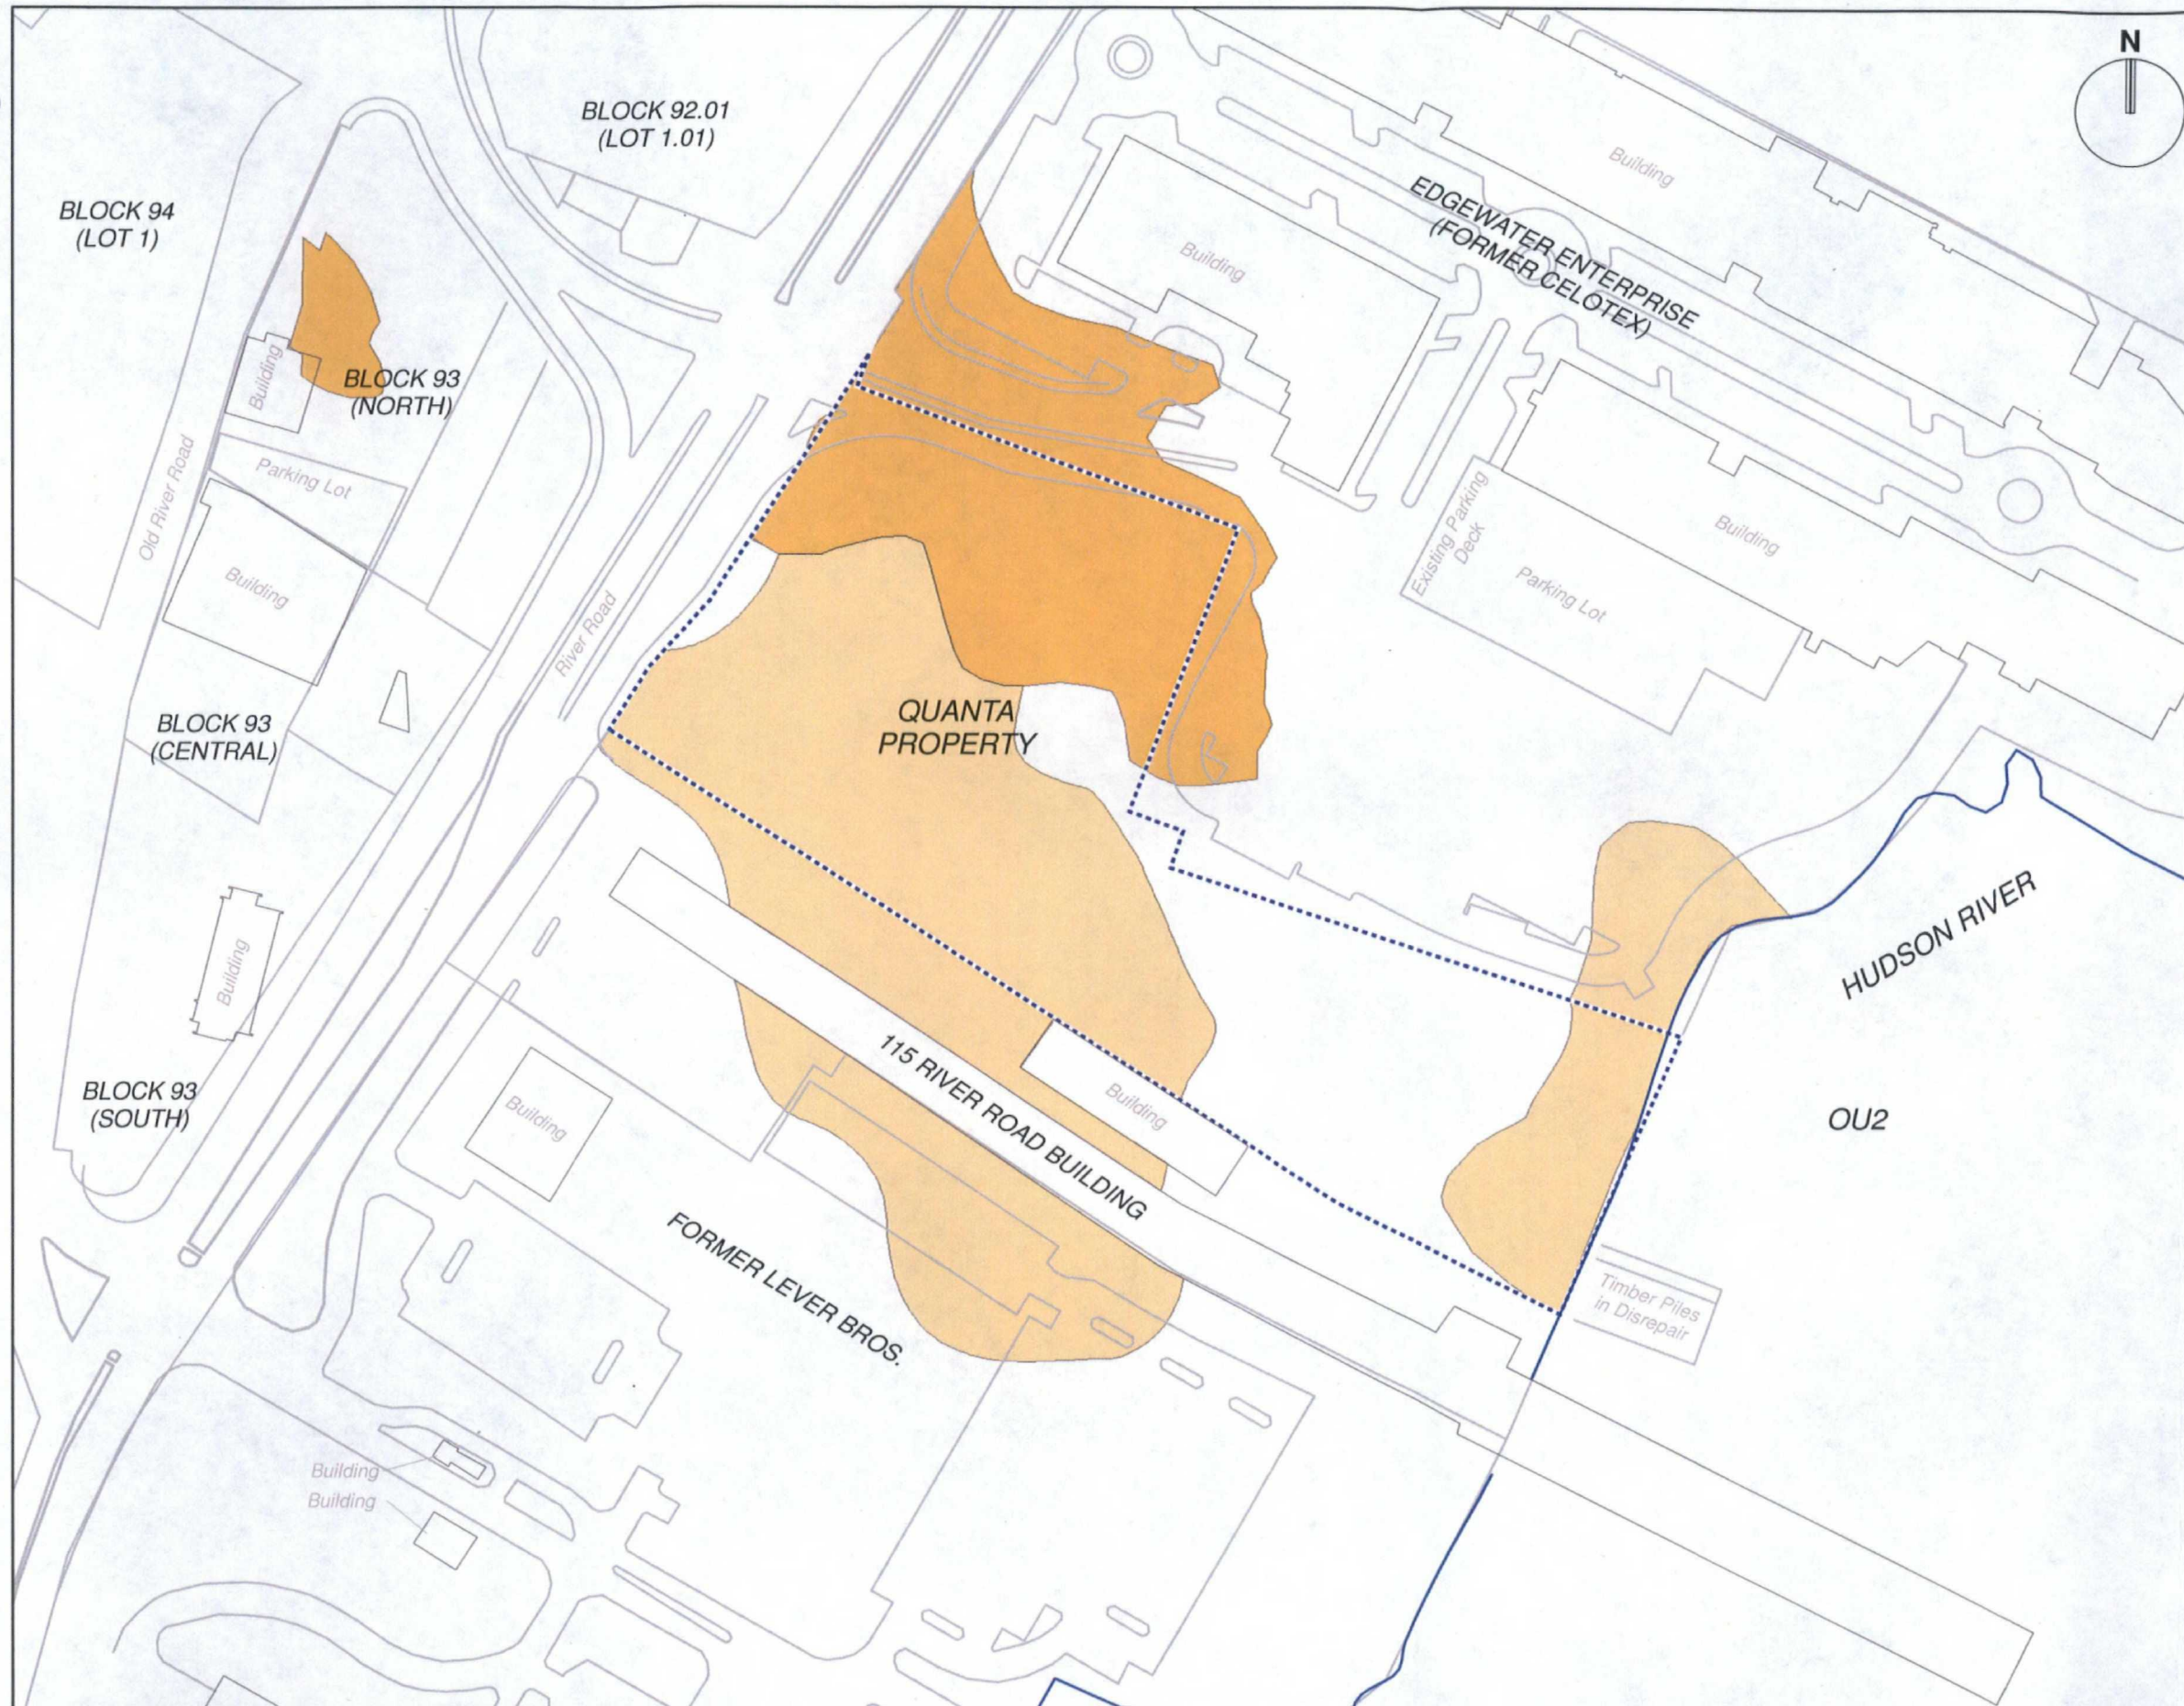 N
BLOCK 92.01
(LOT 1.01)
BLOCK 94
(LOT 1)
Building
EDGEWATER ENTERPRISE
(FORMER CELOTEX)
Building
Building
BLOCK 93
(NORTH)
Old River Road
Parking Lot
Building
Existing Parking
Deck
Parking Lot
Building
River Road
QUANTA
PROPERTY
BLOCK 93
(CENTRAL)
HUDSON RIVER
Building
BLOCK 93
(SOUTH)
Building
115 RIVER ROAD BUILDING
Building
OU2
FORMER LEVER BROS.
Timber Piles
in Disrepair
Building
Building